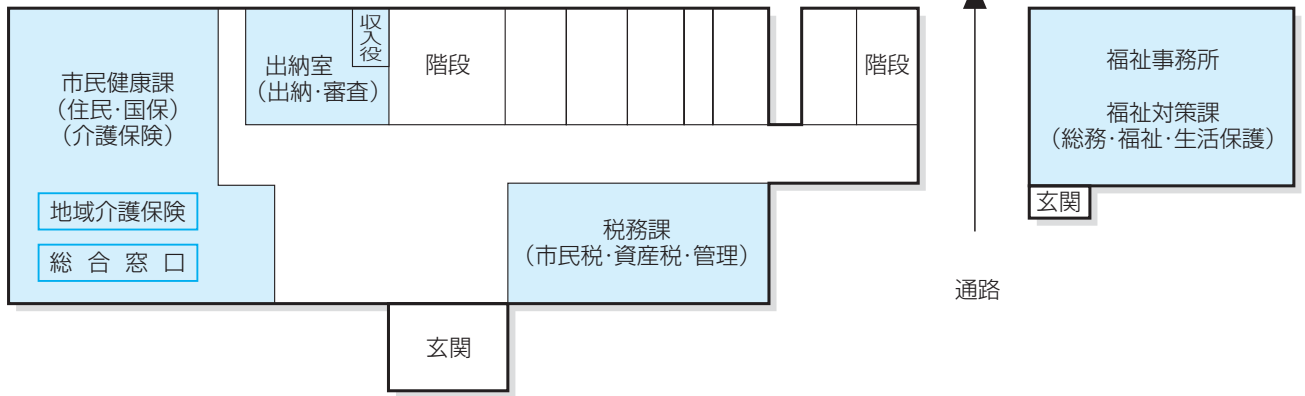 市民健康課
(住民・国保)
(介護保険)
地域介護保険
総合窓口
出納室
(出納・審査)
収入役
階段
階段
税務課
(市民税・資産税・管理)
玄関
通路
福祉事務所
福祉対策課
(総務・福祉・生活保護)
玄関